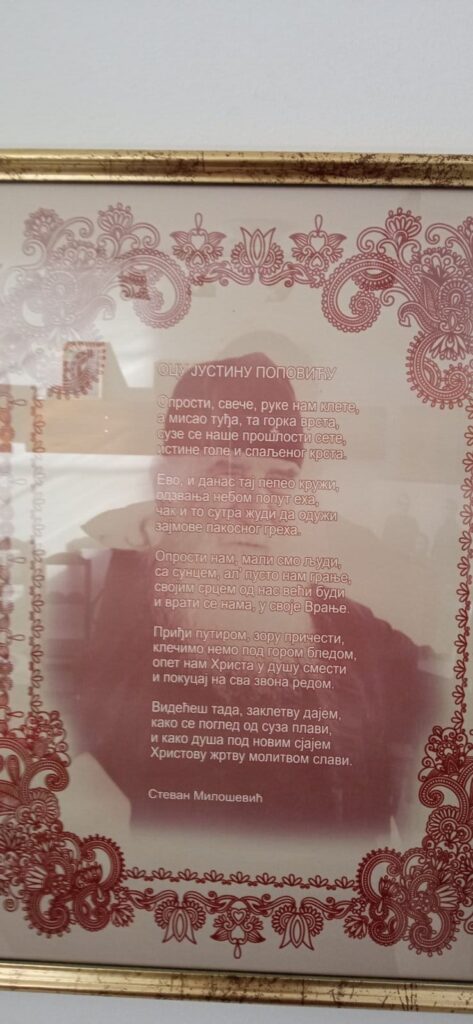 ОЦУ ЈУСТИНУ ПОПОВИЋУ
Опрости, свече, руке нам клете,
а мисао туђа, та горка врста,
сузе се наше прошлости сете,
истине голе и спаљеног крста.
Ево, и данас тај пепео кружи,
одзвања небом попут еха,
чак и то сутра жуди да одужи
зајмове пакосног греха.
Опрости нам, мали смо људи,
са сунцем, ал' пусто нам грање,
својим срцем од нас већи буди
и врати се нама, у своје Врање.
Приђи путиром, зору причести,
клечимо немо под гором бледом,
опет нам Христа у душу смести
и покуцај на сва звона редом.
Видећеш тада, заклетву дајем,
како се поглед од суза плави,
и како душа под новим сјајем
Христову жртву молитвом слави.
Стеван Милошевић